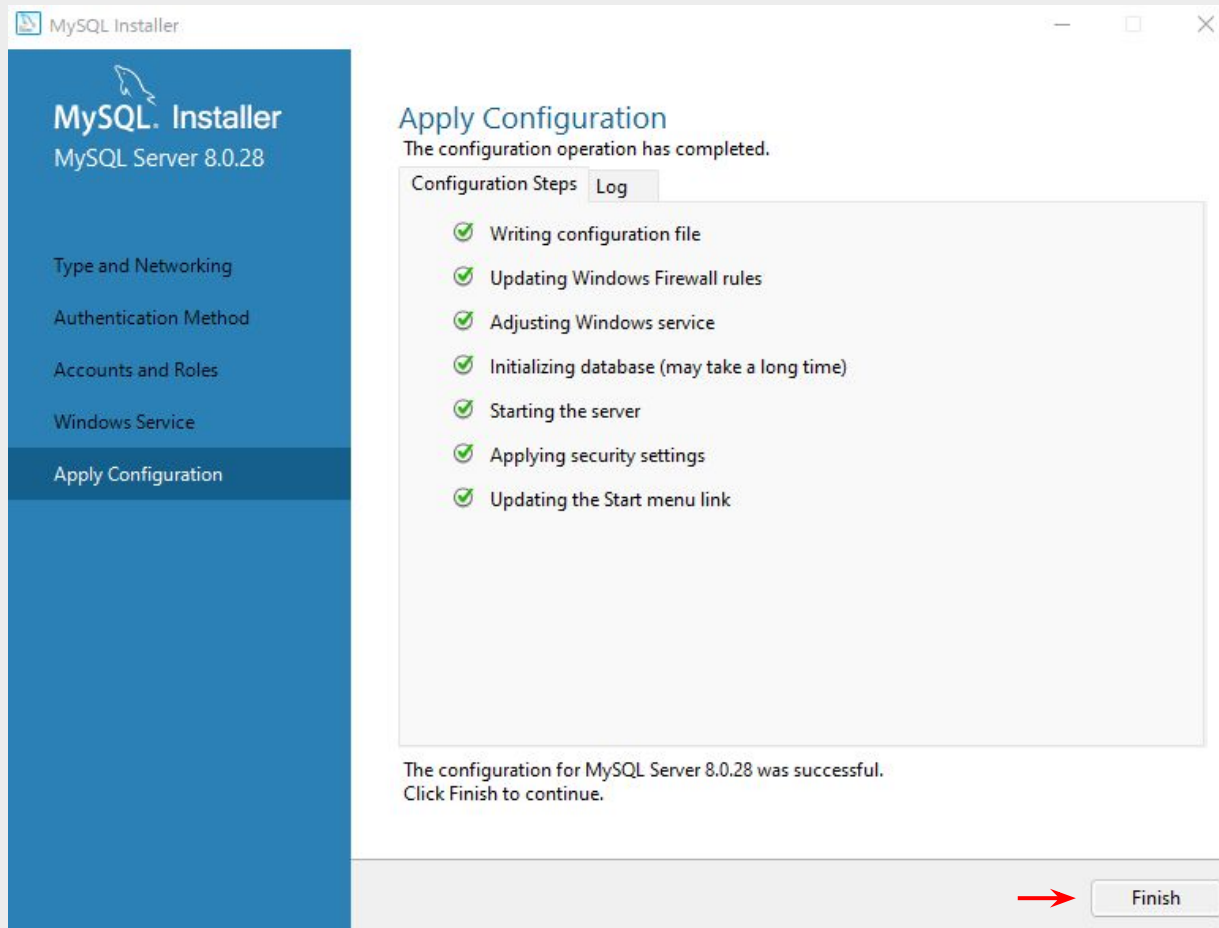 MySQL Installer
MySQL. Installer
MySQL Server 8.0.28
Type and Networking
Authentication Method
Accounts and Roles
Windows Service
Apply Configuration
Apply Configuration
The configuration operation has completed.
Configuration Steps Log
Writing configuration file
Updating Windows Firewall rules
Adjusting Windows service
Initializing database (may take a long time)
Starting the server
Applying security settings
Updating the Start menu link
The configuration for MySQL Server 8.0.28 was successful.
Click Finish to continue.
Finish